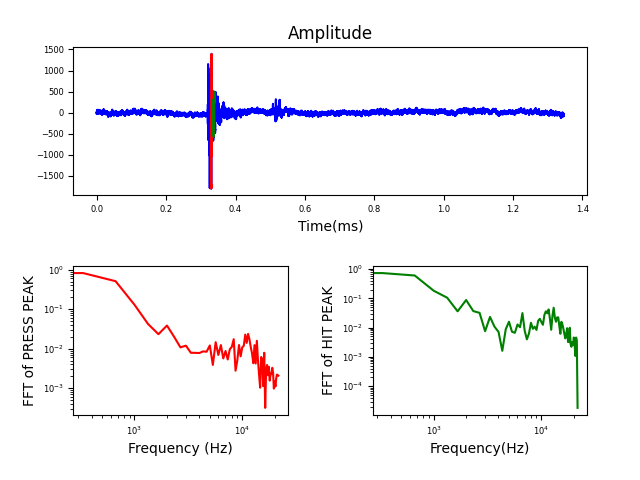 Amplitude
1500
1000
500
0
−500
−1000
−1500
0.0 0.2 0.4 0.6 0.8 1.0 1.2 1.4
Time(ms)
FFT of PRESS PEAK
10⁰
10⁻¹
10⁻²
10⁻³
10³ 10⁴
Frequency (Hz)
FFT of HIT PEAK
10⁰
10⁻¹
10⁻²
10⁻³
10⁻⁴
10³ 10⁴
Frequency(Hz)